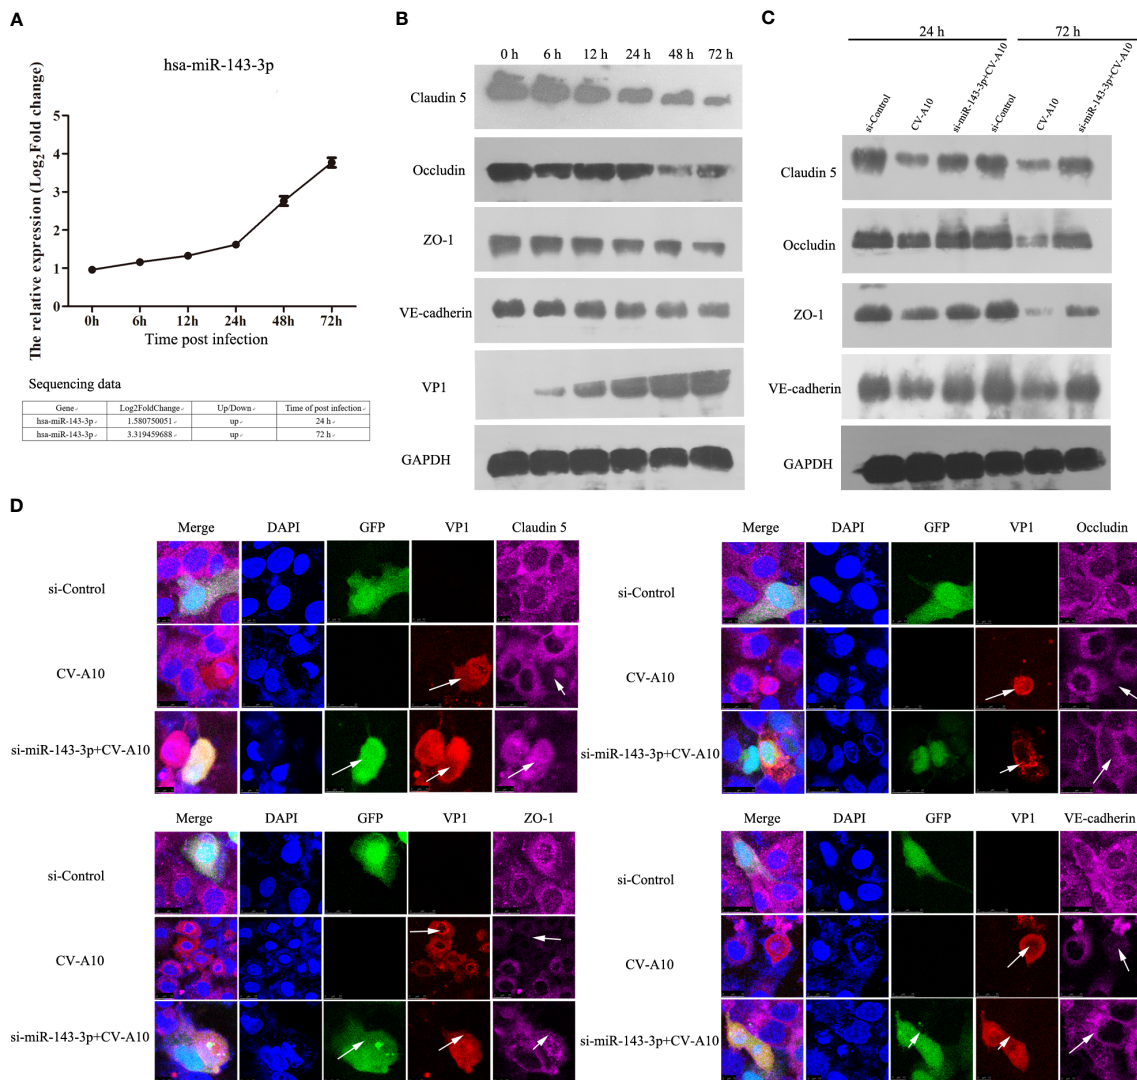 A
hsa-miR-143-3p
The relative expression (Log2 Fold change)
5
4
3
2
1
0
0h 6h 12h 24h 48h 72h
Time post infection
Sequencing data
Gene Log2FoldChange Up/Down Time of post infection
hsa-miR-143-3p 1.580750051 up 24 h
hsa-miR-143-3p 3.319459688 up 72 h
B
0 h 6 h 12 h 24 h 48 h 72 h
Claudin 5
Occludin
ZO-1
VE-cadherin
VP1
GAPDH
C
24 h 72 h
si-Control CV-A10 si-miR-143-3p+CV-A10 si-Control CV-A10 si-miR-143-3p+CV-A10
Claudin 5
Occludin
ZO-1
VE-cadherin
GAPDH
D
Merge DAPI GFP VP1 Claudin 5
si-Control
CV-A10
si-miR-143-3p+CV-A10
Merge DAPI GFP VP1 Occludin
si-Control
CV-A10
si-miR-143-3p+CV-A10
Merge DAPI GFP VP1 ZO-1
si-Control
CV-A10
si-miR-143-3p+CV-A10
Merge DAPI GFP VP1 VE-cadherin
si-Control
CV-A10
si-miR-143-3p+CV-A10